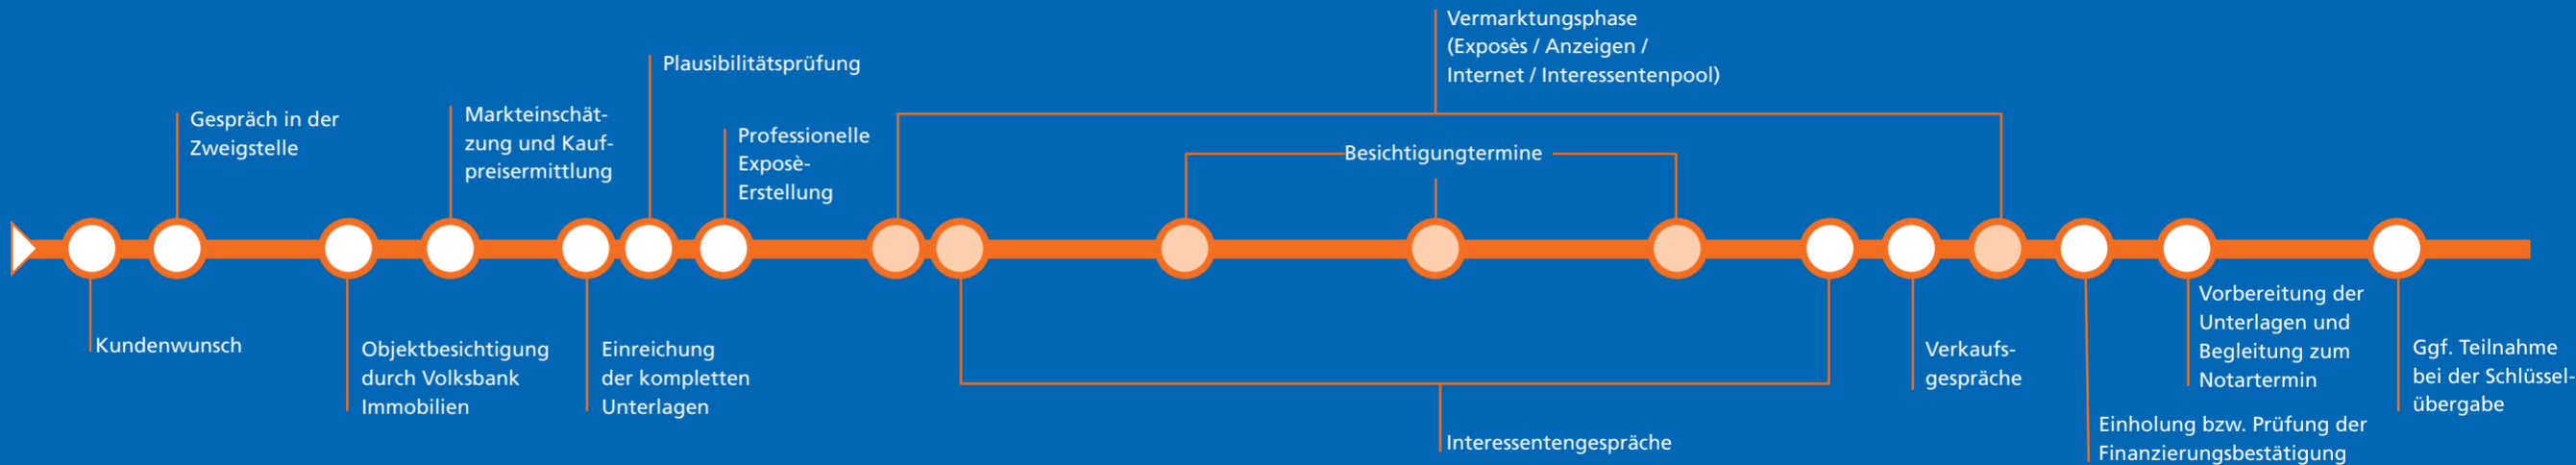 Kundenwunsch
Gespräch in der
Zweigstelle
Objektbesichtigung
durch Volksbank
Immobilien
Markteinschät-
zung und Kauf-
preisermittlung
Einreichung
der kompletten
Unterlagen
Plausibilitätsprüfung
Professionelle
Exposè-
Erstellung
Vermarktungsphase
(Exposès / Anzeigen /
Internet / Interessentenpool)
Besichtigungtermine
Interessentengespräche
Verkaufs-
gespräche
Einholung bzw. Prüfung der
Finanzierungsbestätigung
Vorbereitung der
Unterlagen und
Begleitung zum
Notartermin
Ggf. Teilnahme
bei der Schlüssel-
übergabe